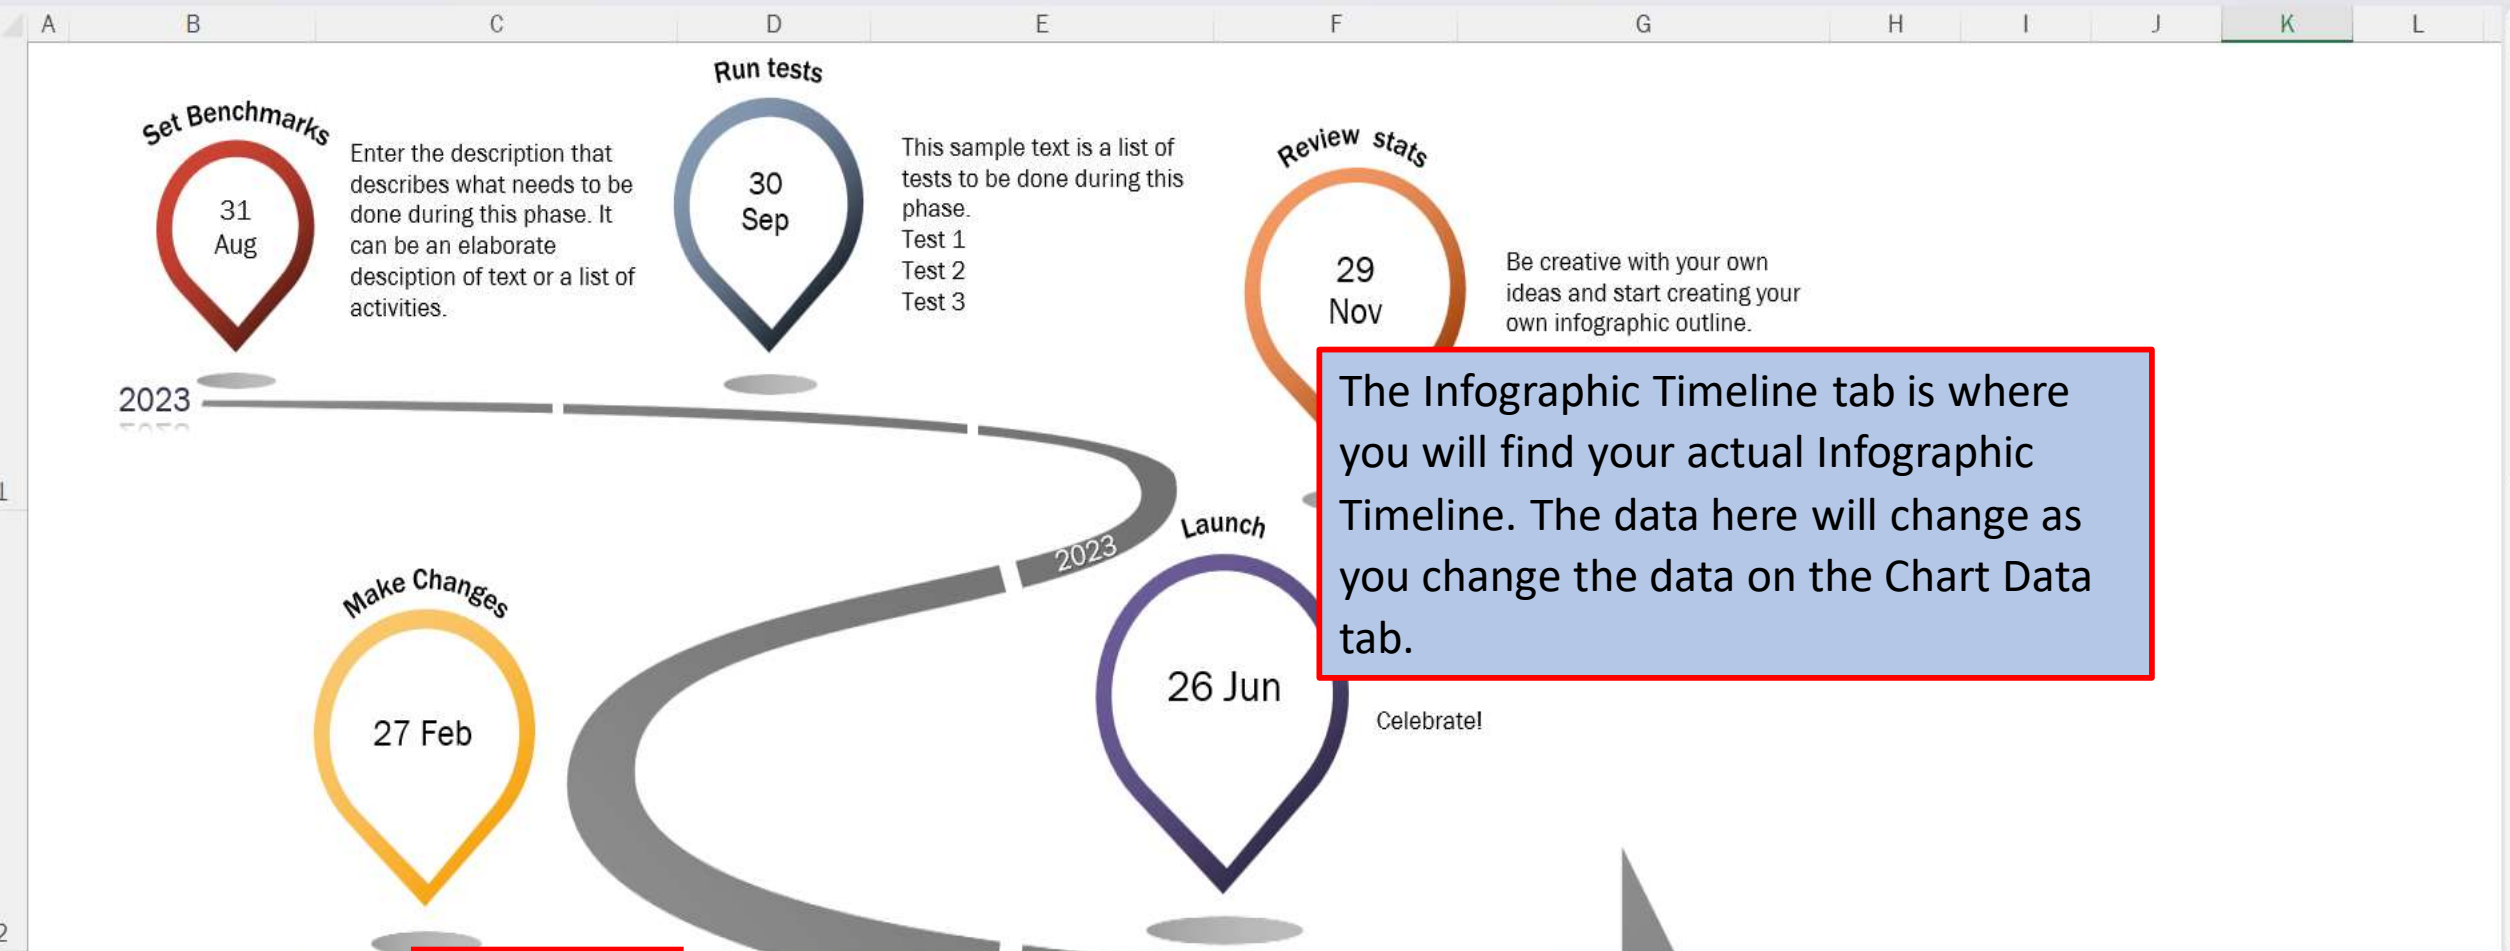 A B C D E F G H I J K L
Set Benchmarks
31
Aug
Enter the description that
describes what needs to be
done during this phase. It
can be an elaborate
desciption of text or a list of
activities.
Run tests
30
Sep
This sample text is a list of
tests to be done during this
phase.
Test 1
Test 2
Test 3
Review stats
29
Nov
Be creative with your own
ideas and start creating your
own infographic outline.
2023
The Infographic Timeline tab is where
you will find your actual Infographic
Timeline. The data here will change as
you change the data on the Chart Data
tab.
1
2023
Make Changes
27 Feb
Launch
26 Jun
Celebrate!
2